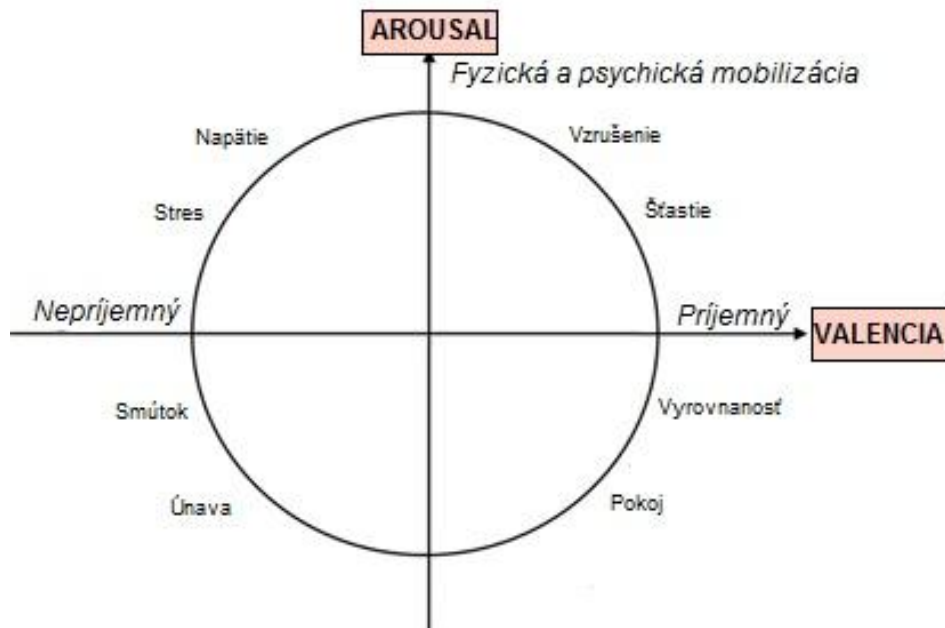 AROUSAL
Fyzická a psychická mobilizácia
Napätie
Vzrušenie
Stres
Šťastie
Nepríjemný
Príjemný
VALENCIA
Smútok
Vyrovnanosť
Únava
Pokoj